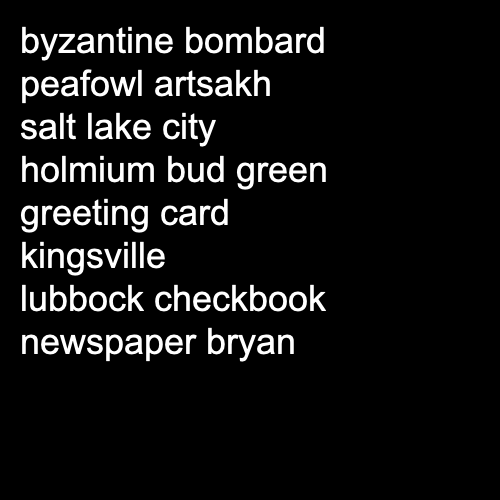 byzantine bombard
peafowl artsakh
salt lake city
holmium bud green
greeting card
kingsville
lubbock checkbook
newspaper bryan